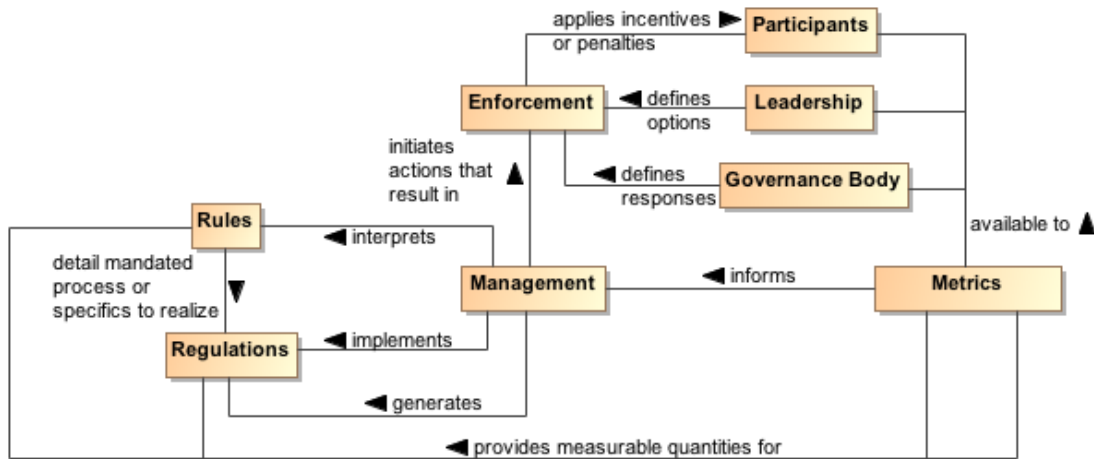 applies incentives
or penalties
Participants
Enforcement
defines
options
Leadership
initiates
actions that
result in
defines
responses
Governance Body
Rules
interprets
available to
detail mandated
process or
specifics to realize
Management
informs
Metrics
Regulations
implements
generates
provides measurable quantities for